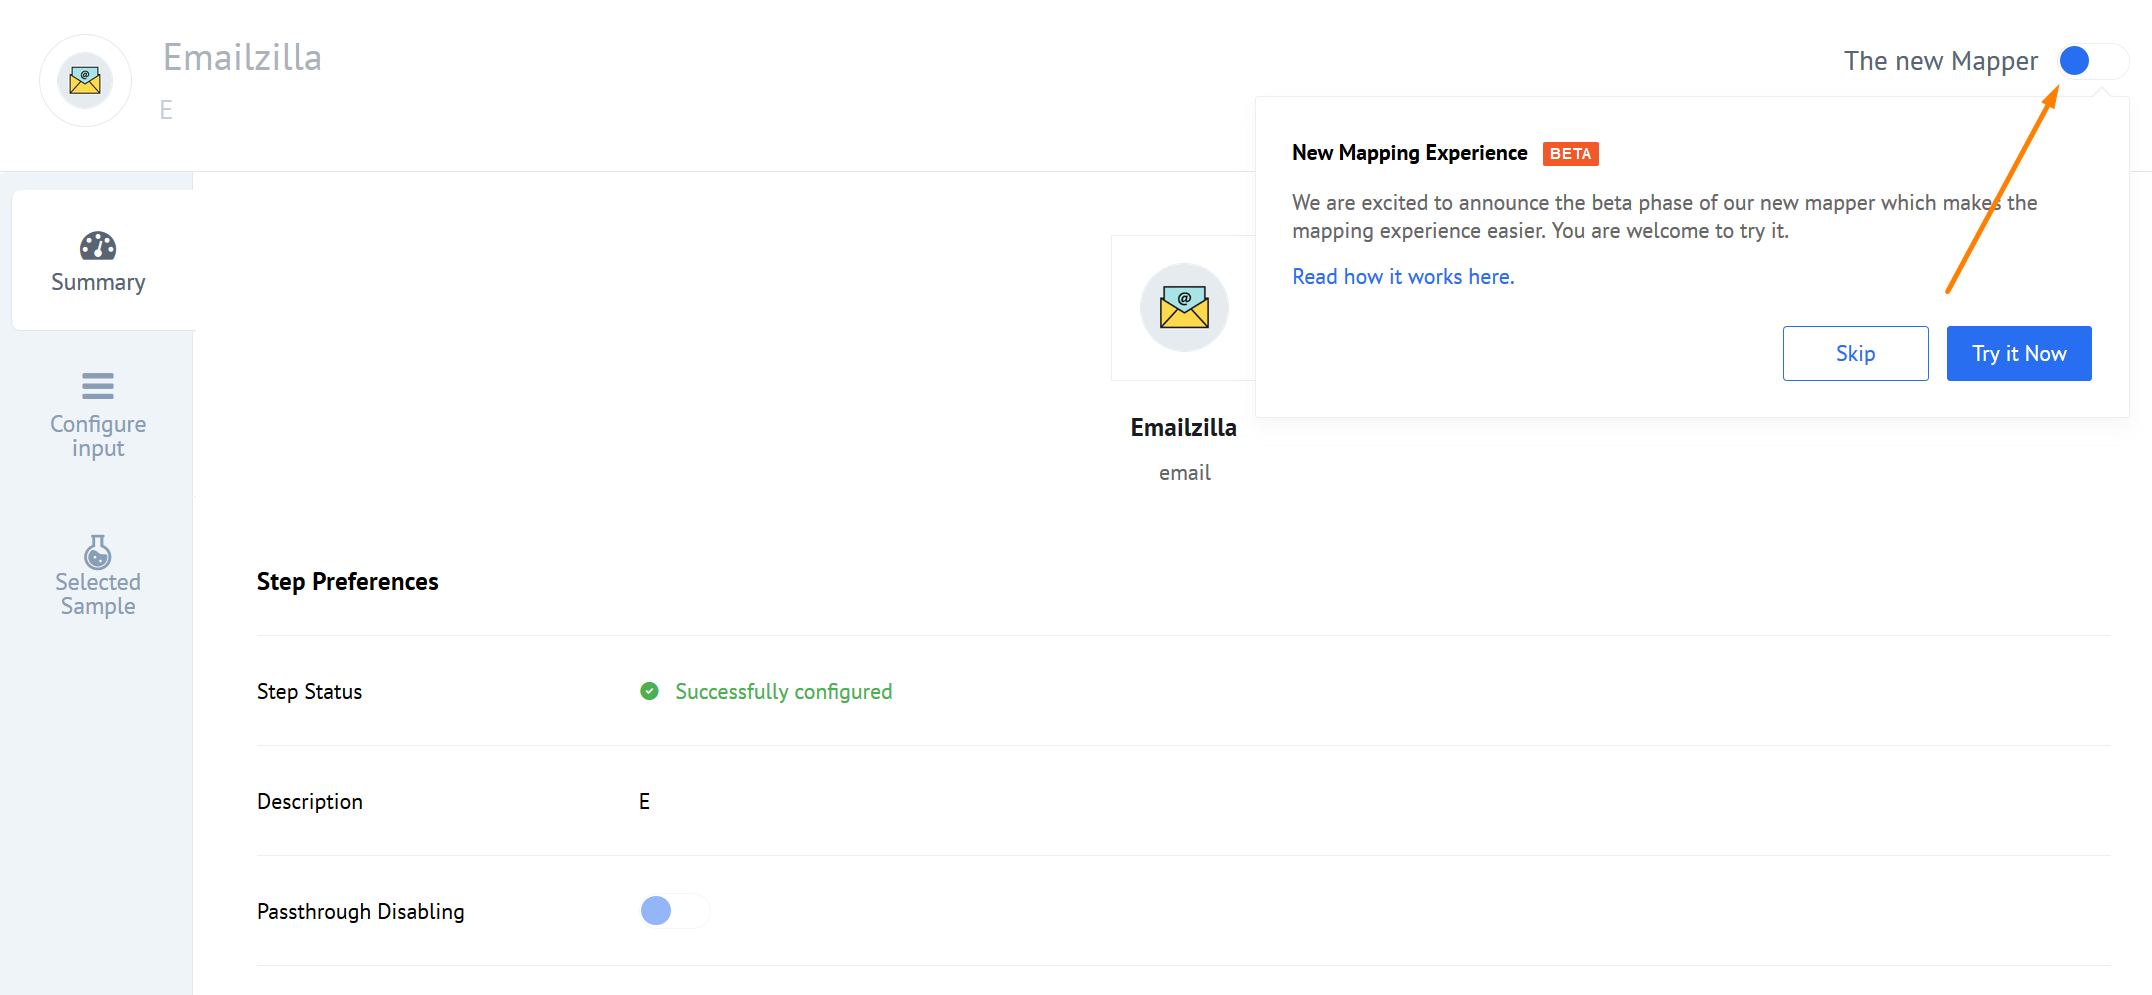 Emailzilla
E
The new Mapper
New Mapping Experience BETA
We are excited to announce the beta phase of our new mapper which makes the
mapping experience easier. You are welcome to try it.
Read how it works here.
Skip
Try it Now
Summary
Configure
input
Selected
Sample
@
@
Emailzilla
email
Step Preferences
Step Status
Successfully configured
Description
E
Passthrough Disabling